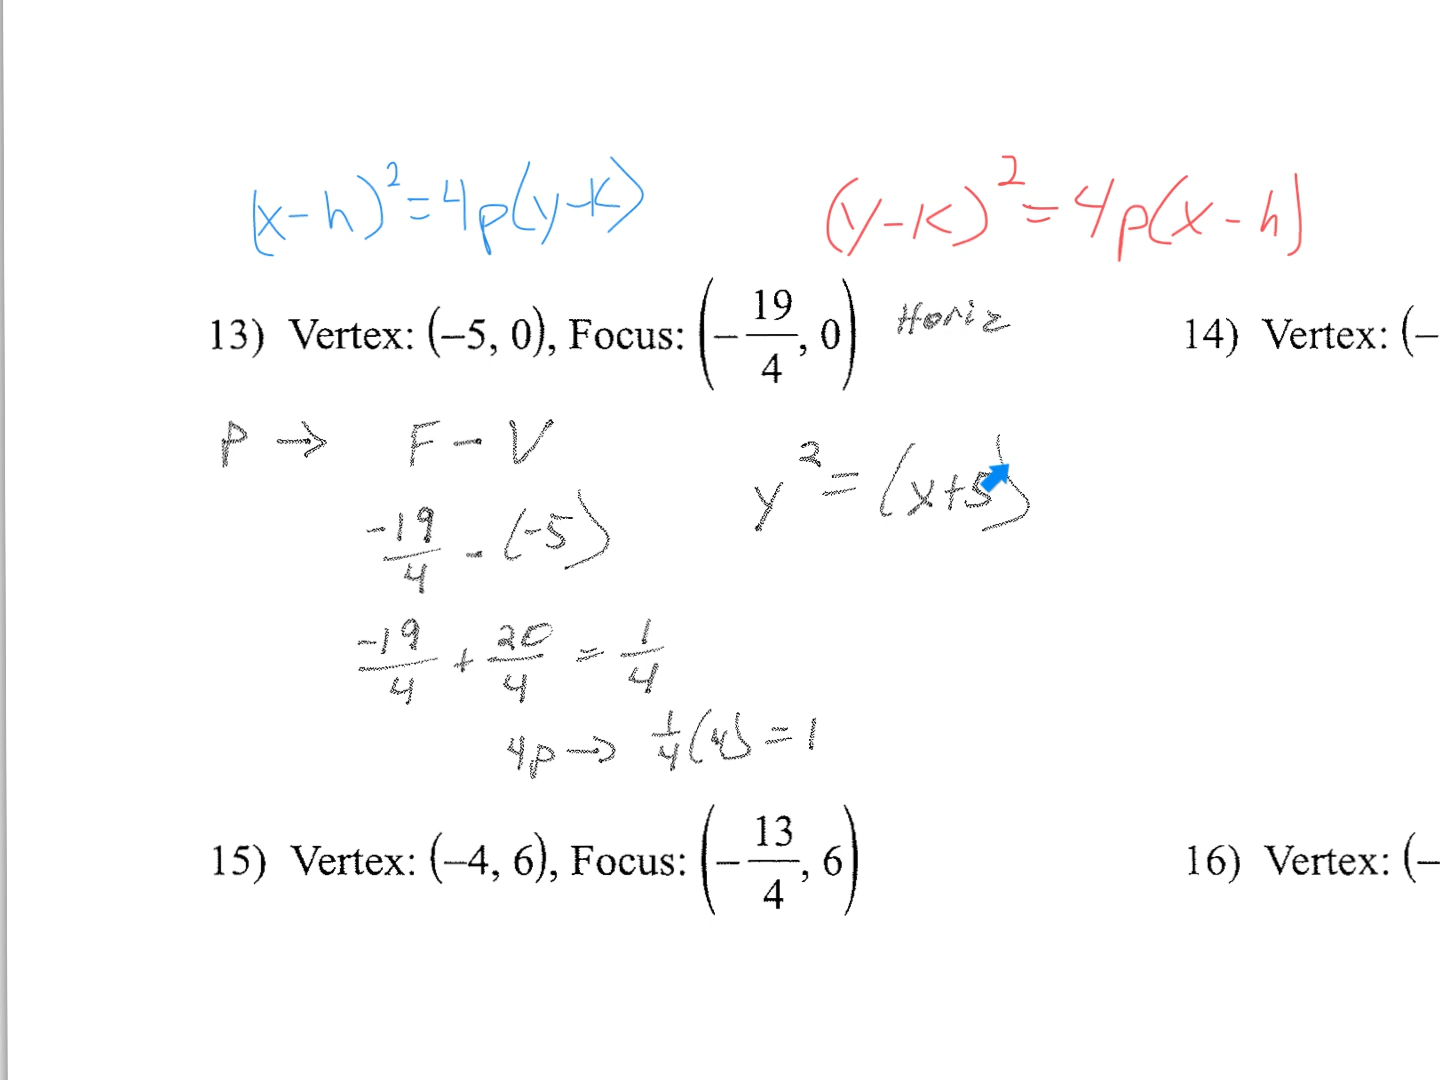 (x-h)²=4p(y-k)
(y-k)²=4p(x-h)
13) Vertex: (–5, 0), Focus: (–19/4, 0) Horiz
14) Vertex: (–
P → F - V
y² = (x+5)
-19/4 - (-5)
-19/4 + 20/4 = 1/4
4p → 1/4(4) = 1
15) Vertex: (–4, 6), Focus: (–13/4, 6)
16) Vertex: (–